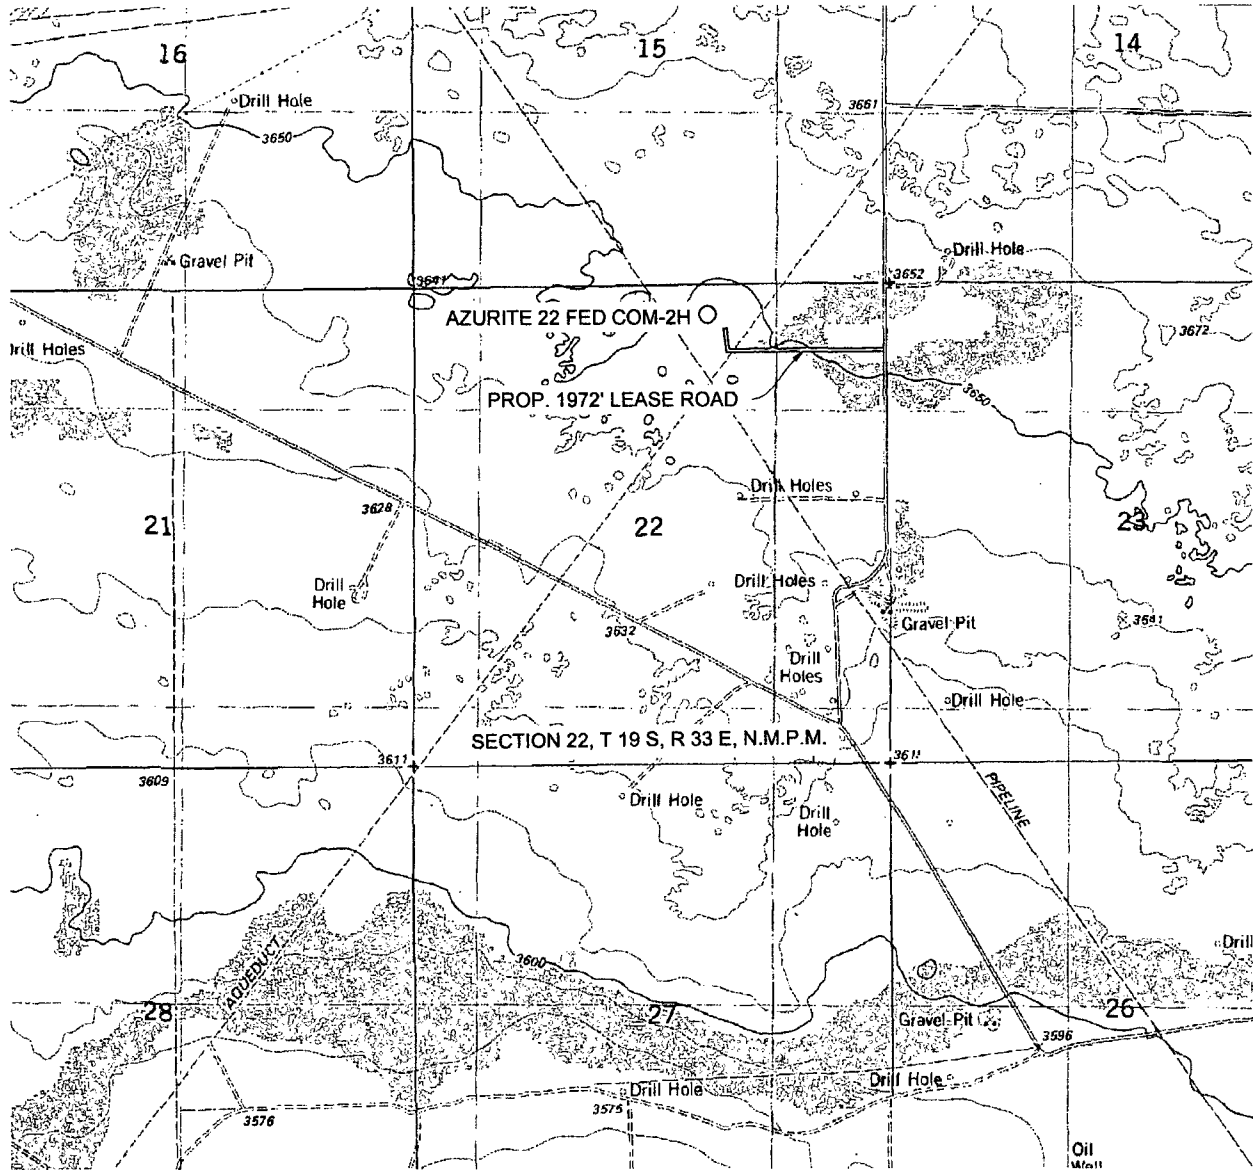 16
15
14
Drill Hole
3661
3650
Drill Hole
Gravel Pit
3652
AZURITE 22 FED COM-2H
3672
Drill Holes
PROP. 1972' LEASE ROAD
3650
Drill Holes
3628
21
22
23
Drill Holes
Drill
Hole
Gravel Pit
3632
Drill
Holes
Drill Hole
SECTION 22, T 19 S, R 33 E, N.M.P.M.
3611
3611
3609
PIPELINE
Drill Hole
Drill
Hole
AQUEDUCT
3600
Drill
28
27
26
Gravel Pit
3596
Drill Hole
Drill Hole
3575
3576
Oil
Well